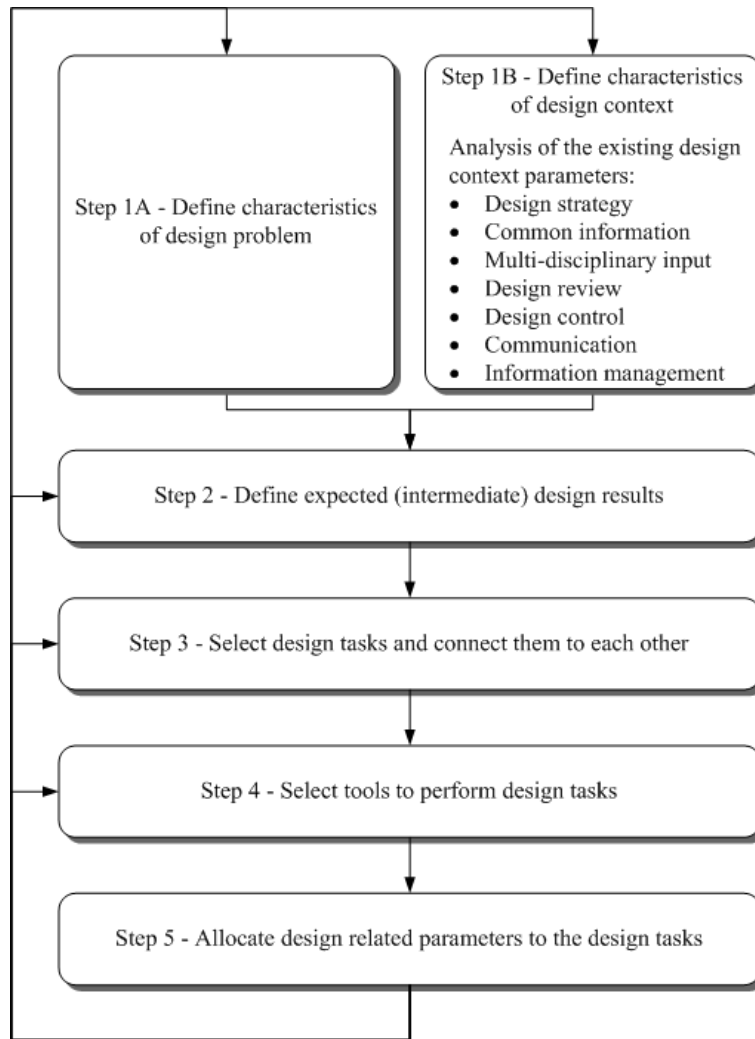 Step 1A - Define characteristics
of design problem
Step 1B - Define characteristics
of design context
Analysis of the existing design
context parameters:
• Design strategy
• Common information
• Multi-disciplinary input
• Design review
• Design control
• Communication
• Information management
Step 2 - Define expected (intermediate) design results
Step 3 - Select design tasks and connect them to each other
Step 4 - Select tools to perform design tasks
Step 5 - Allocate design related parameters to the design tasks